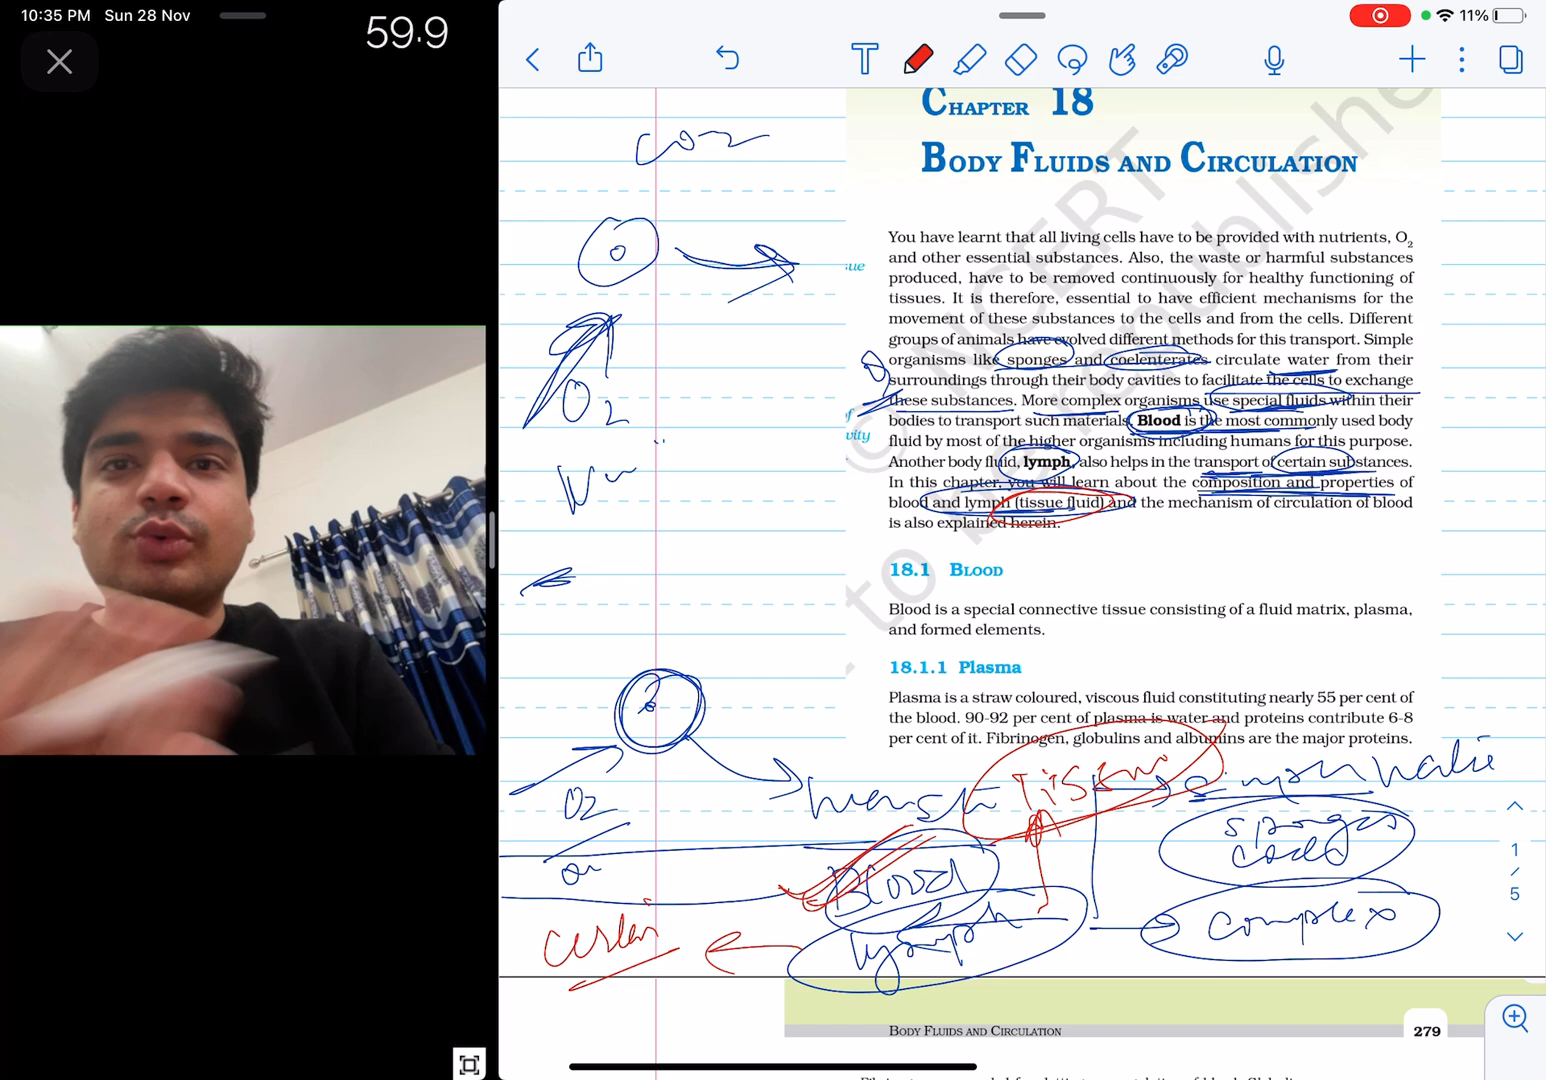 10:35 PM Sun 28 Nov
59.9
11%
T
CHAPTER 18
BODY FLUIDS AND CIRCULATION
You have learnt that all living cells have to be provided with nutrients, O2
and other essential substances. Also, the waste or harmful substances
produced, have to be removed continuously for healthy functioning of
tissues. It is therefore, essential to have efficient mechanisms for the
movement of these substances to the cells and from the cells. Different
groups of animals have evolved different methods for this transport. Simple
organisms like sponges and coelenterates circulate water from their
surroundings through their body cavities to facilitate the cells to exchange
these substances. More complex organisms use special fluids within their
bodies to transport such materials. Blood is the most commonly used body
fluid by most of the higher organisms including humans for this purpose.
Another body fluid, lymph, also helps in the transport of certain substances.
In this chapter, you will learn about the composition and properties of
blood and lymph (tissue fluid) and the mechanism of circulation of blood
is also explained herein.
18.1 BLOOD
Blood is a special connective tissue consisting of a fluid matrix, plasma,
and formed elements.
18.1.1 Plasma
Plasma is a straw coloured, viscous fluid constituting nearly 55 per cent of
the blood. 90-92 per cent of plasma is water and proteins contribute 6-8
per cent of it. Fibrinogen, globulins and albumins are the major proteins.
BODY FLUIDS AND CIRCULATION
279
© NCERT
to be republished
CO2
O2
O2
Blood
lymph
sponges
complex
1
/
5